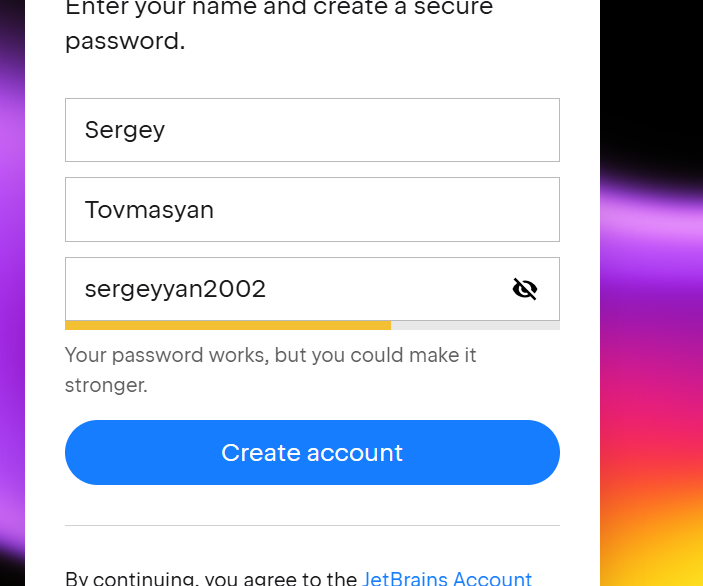 Enter your name and create a secure
password.
Sergey
Tovmasyan
sergeyyan2002
Your password works, but you could make it
stronger.
Create account
By continuing, you agree to the JetBrains Account